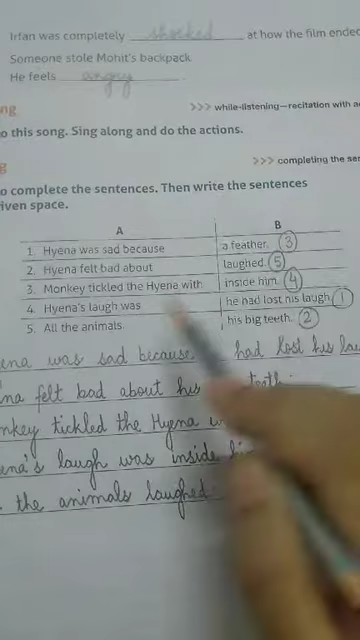 Irfan was completely shocked at how the film ended
Someone stole Mohit's backpack.
He feels angry.
ng
>>> while-listening—recitation with a
o this song. Sing along and do the actions.
g
>>> completing the sen
o complete the sentences. Then write the sentences
iven space.
A B
1. Hyena was sad because a feather. 3
2. Hyena felt bad about laughed. 5
3. Monkey tickled the Hyena with inside him. 4
4. Hyena's laugh was he had lost his laugh. 1
5. All the animals his big teeth. 2
ena was sad because had lost his lau
na felt bad about his teeth.
nkey tickled the Hyena
ena's laugh was inside
the animals laughed.